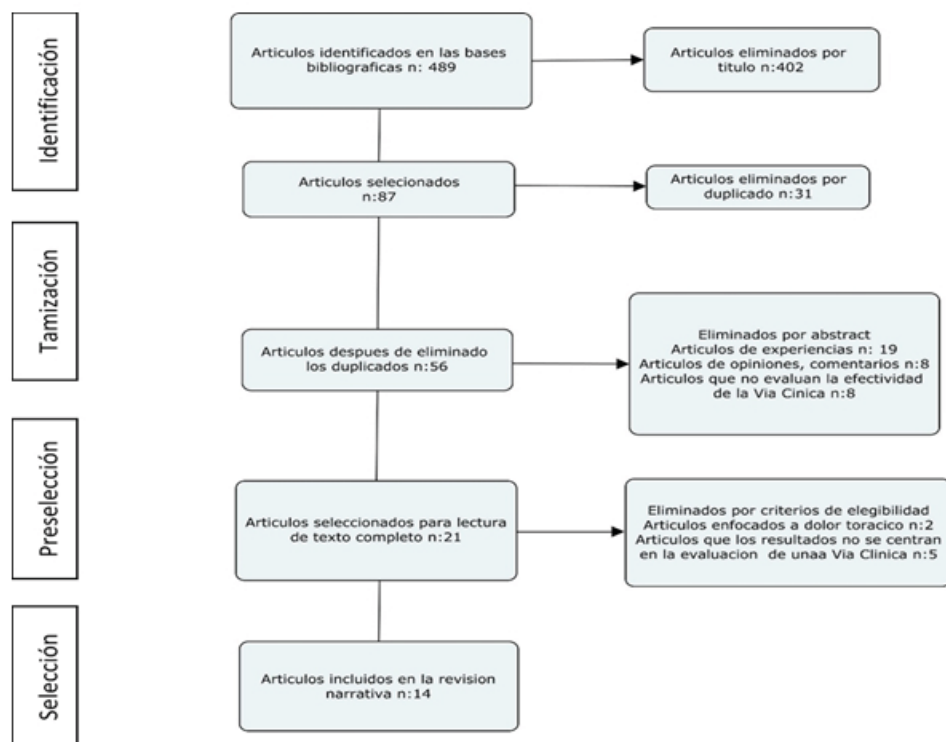 Identificación
Articulos identificados en las bases
bibliograficas n: 489
Articulos eliminados por
titulo n:402
Articulos selecionados
n:87
Articulos eliminados por
duplicado n:31
Tamización
Articulos despues de eliminado
los duplicados n:56
Eliminados por abstract
Articulos de experiencias n: 19
Articulos de opiniones, comentarios n:8
Articulos que no evaluan la efectividad
de la Via Cinica n:8
Preselección
Articulos seleccionados para lectura
de texto completo n:21
Eliminados por criterios de elegibilidad
Articulos enfocados a dolor toracico n:2
Articulos que los resultados no se centran
en la evaluacion de unaa Via Clinica n:5
Selección
Articulos incluidos en la revision
narrativa n:14